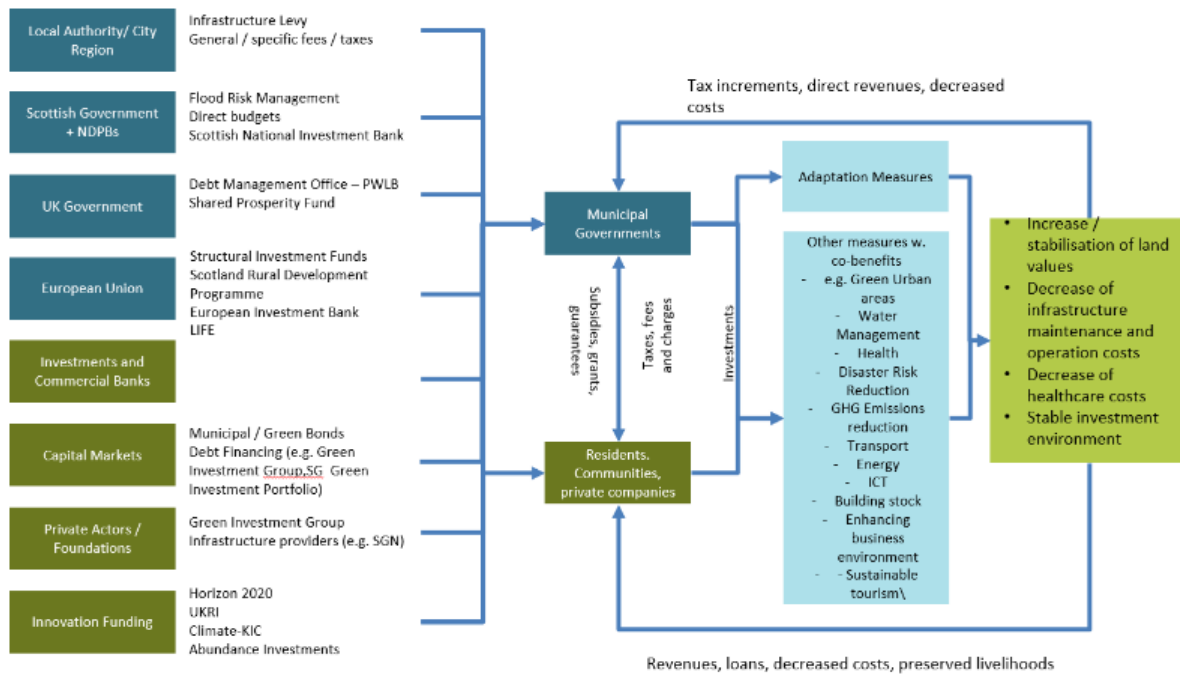 Local Authority/ City
Region
Infrastructure Levy
General / specific fees / taxes
Scottish Government
+ NDPBs
Flood Risk Management
Direct budgets
Scottish National Investment Bank
UK Government
Debt Management Office – PWLB
Shared Prosperity Fund
European Union
Structural Investment Funds
Scotland Rural Development
Programme
European Investment Bank
LIFE
Investments and
Commercial Banks
Capital Markets
Municipal / Green Bonds
Debt Financing (e.g. Green
Investment Group,SG Green
Investment Portfolio)
Private Actors /
Foundations
Green Investment Group
Infrastructure providers (e.g. SGN)
Innovation Funding
Horizon 2020
UKRI
Climate-KIC
Abundance Investments
Municipal
Governments
Subsidies, grants,
guarantees
Taxes, fees
and charges
Residents.
Communities,
private companies
Investments
Tax increments, direct revenues, decreased
costs
Adaptation Measures
Other measures w.
co-benefits
- e.g. Green Urban
areas
- Water
Management
- Health
- Disaster Risk
Reduction
- GHG Emissions
reduction
- Transport
- Energy
- ICT
- Building stock
- Enhancing
business
environment
- - Sustainable
tourism\
• Increase /
stabilisation of land
values
• Decrease of
infrastructure
maintenance and
operation costs
• Decrease of
healthcare costs
• Stable investment
environment
Revenues, loans, decreased costs, preserved livelihoods